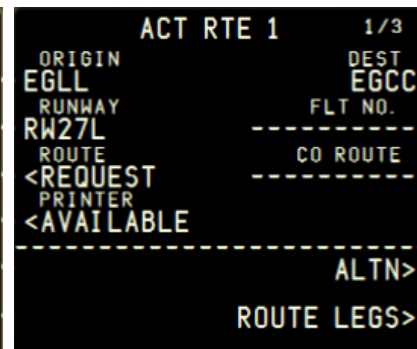 ACT RTE 1 1/3
ORIGIN DEST
EGLL EGCC
RUNWAY FLT NO.
RW27L ----------
ROUTE CO ROUTE
<REQUEST ----------
PRINTER
<AVAILABLE
------------------------
ALTN>
ROUTE LEGS>